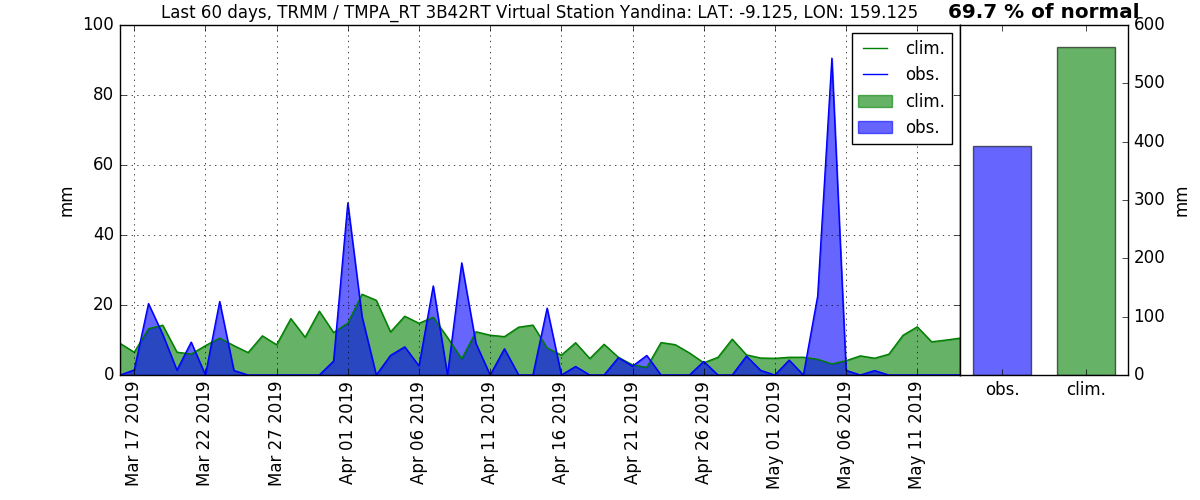 Last 60 days, TRMM / TMPA_RT 3B42RT Virtual Station Yandina: LAT: -9.125, LON: 159.125
69.7 % of normal
100
80
60
40
20
0
mm
clim.
obs.
clim.
obs.
Mar 17 2019
Mar 22 2019
Mar 27 2019
Apr 01 2019
Apr 06 2019
Apr 11 2019
Apr 16 2019
Apr 21 2019
Apr 26 2019
May 01 2019
May 06 2019
May 11 2019
600
500
400
300
200
100
0
mm
obs.
clim.